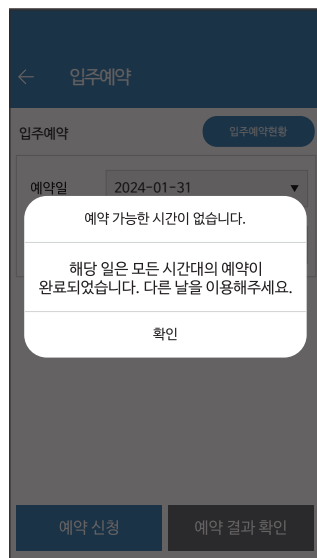 입주예약
입주예약
입주예약현황
예약일
2024-01-31
예약 가능한 시간이 없습니다.
해당 일은 모든 시간대의 예약이
완료되었습니다. 다른 날을 이용해주세요.
확인
예약 신청
예약 결과 확인